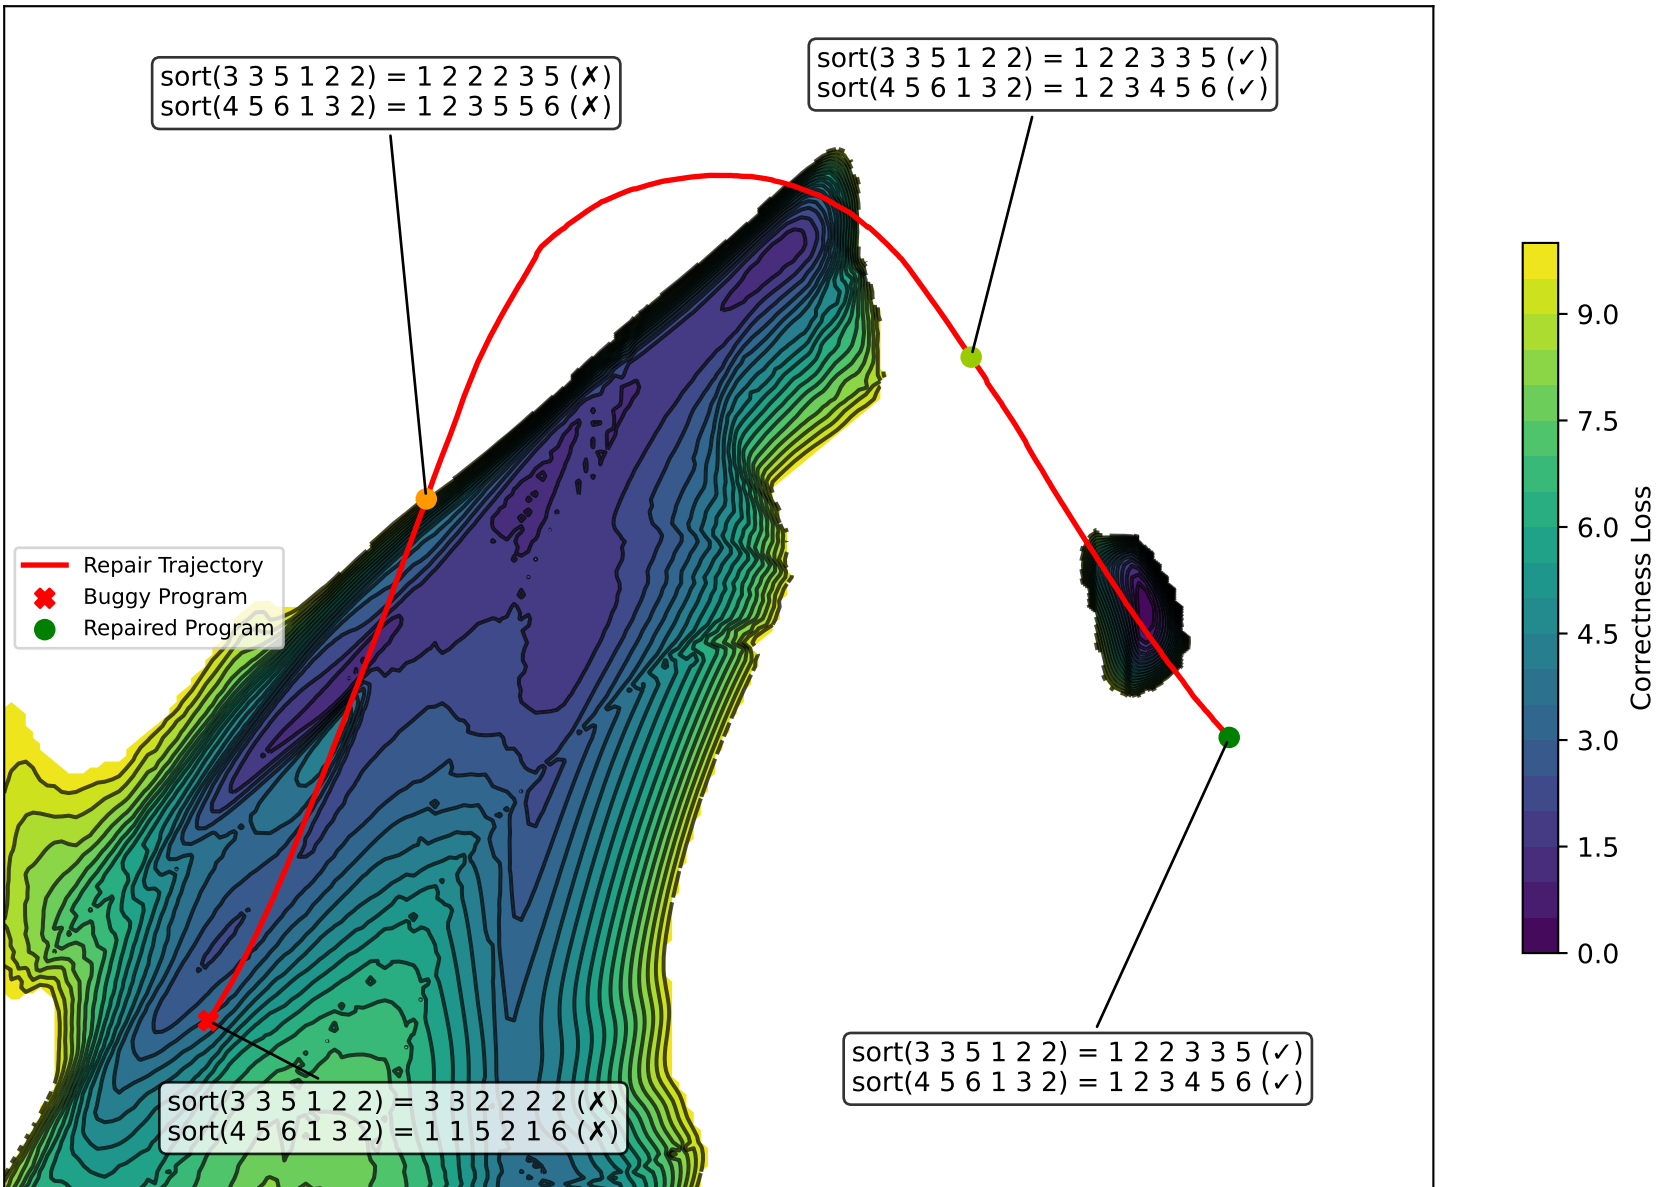 sort(3 3 5 1 2 2) = 1 2 2 2 3 5 (✗)
sort(4 5 6 1 3 2) = 1 2 3 5 5 6 (✗)
sort(3 3 5 1 2 2) = 1 2 2 3 3 5 (✓)
sort(4 5 6 1 3 2) = 1 2 3 4 5 6 (✓)
Repair Trajectory
Buggy Program
Repaired Program
sort(3 3 5 1 2 2) = 3 3 2 2 2 2 (✗)
sort(4 5 6 1 3 2) = 1 1 5 2 1 6 (✗)
sort(3 3 5 1 2 2) = 1 2 2 3 3 5 (✓)
sort(4 5 6 1 3 2) = 1 2 3 4 5 6 (✓)
9.0
7.5
6.0
4.5
3.0
1.5
0.0
Correctness Loss